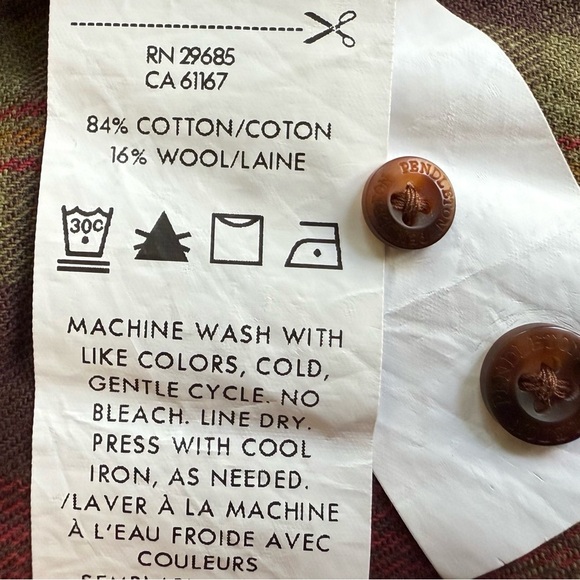 RN 29685
CA 61167
84% COTTON/COTON
16% WOOL/LAINE
30C
MACHINE WASH WITH
LIKE COLORS, COLD,
GENTLE CYCLE. NO
BLEACH. LINE DRY.
PRESS WITH COOL
IRON, AS NEEDED.
/LAVER À LA MACHINE
À L'EAU FROIDE AVEC
COULEURS
PENDLETON
PENDLETON